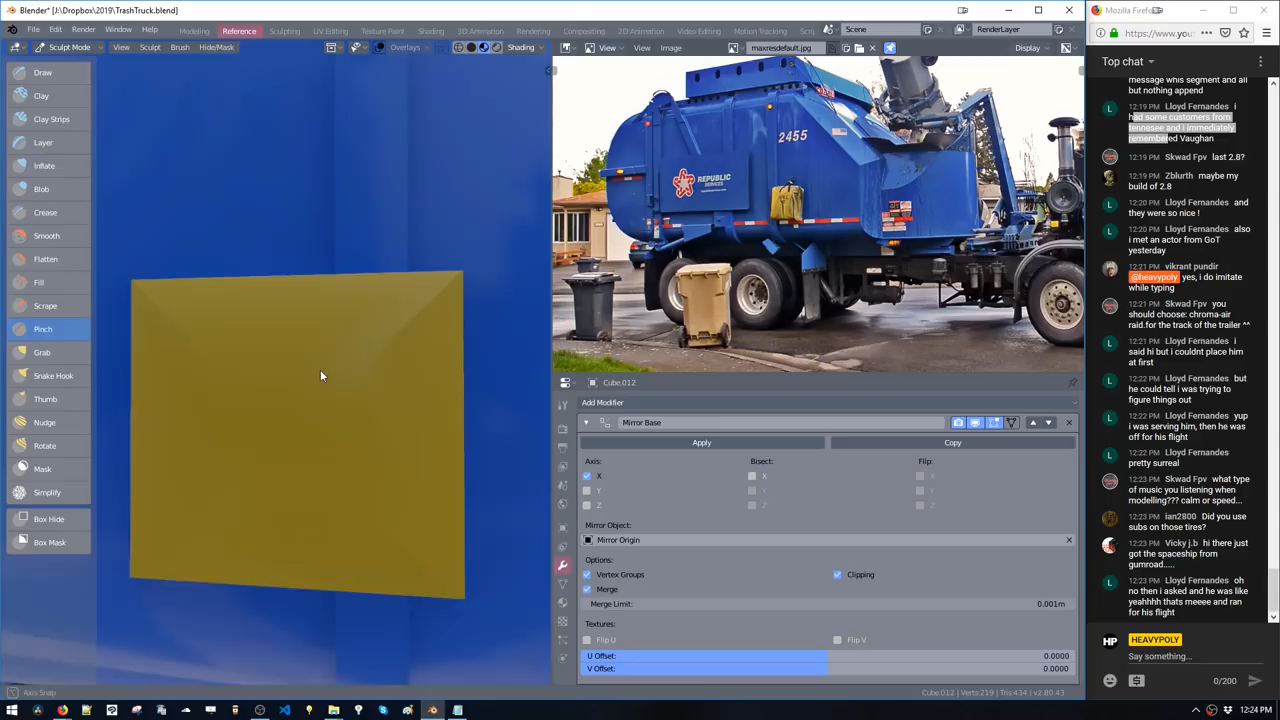 Blender* [J:\Dropbox\2019\TrashTruck.blend]
File Edit Render Window Help Modeling Reference Sculpting UV Editing Texture Paint Shading Animation Rendering Compositing 2D Animation Video Editing Motion Tracking Scene RenderLayer
Sculpt Mode View Sculpt Brush Hide/Mask Overlays Shading
View View Image maxresdefault.jpg Display
Draw
Clay
Clay Strips
Layer
Inflate
Blob
Crease
Smooth
Flatten
Fill
Scrape
Pinch
Grab
Snake Hook
Thumb
Nudge
Rotate
Mask
Simplify
Box Hide
Box Mask
2455
REPUBLIC
SERVICES
Cube.012
Add Modifier
Mirror Base
Apply Copy
Axis: Bisect: Flip:
X X X
Y Y Y
Z Z Z
Mirror Object:
Mirror Origin
Options:
Vertex Groups Clipping
Merge
Merge Limit: 0.001m
Textures:
Flip U Flip V
U Offset: 0.0000
V Offset: 0.0000
Axis Snap
Cube.012 | Verts:219 | Tris:434 | v2.80.43
Mozilla Firefox
https://www.you
Top chat
message whis segment and all
but nothing append
12:19 PM Lloyd Fernandes i
had some customers from
tennesee and i immediately
remembered Vaughan
12:19 PM Skwad Fpv last 2.8?
12:19 PM Zblurth maybe my
build of 2.8
12:20 PM Lloyd Fernandes and
they were so nice !
12:20 PM Lloyd Fernandes also
i met an actor from GoT
yesterday
12:21 PM vikrant pundir
@heavypoly yes, i do imitate
while typing
12:21 PM Skwad Fpv you
should choose: chroma-air
raid.for the track of the trailer ^^
12:21 PM Lloyd Fernandes i
said hi but i couldnt place him
at first
12:22 PM Lloyd Fernandes but
he could tell i was trying to
figure things out
12:22 PM Lloyd Fernandes yup
i was serving him, then he was
off for his flight
12:22 PM Lloyd Fernandes
pretty surreal
12:23 PM Skwad Fpv what type
of music you listening when
modelling??? calm or speed...
12:23 PM ian2800 Did you use
subs on those tires?
12:23 PM Vicky j.b hi there just
got the spaceship from
gumroad.....
12:23 PM Lloyd Fernandes oh
no then i asked and he was like
yeahhhh thats meeee and ran
for his flight
HP HEAVYPOLY
Say something...
0/200
12:24 PM